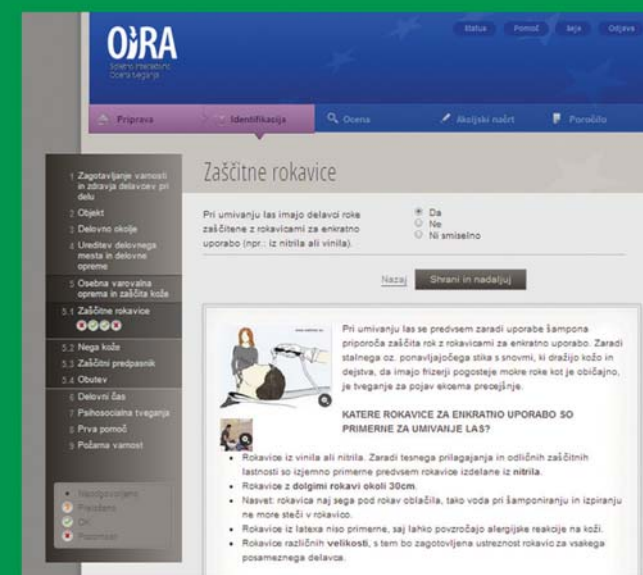 OiRA
Spletno interaktivno
Ocena tveganja
Status Pomoč Seja Odjava
Priprava Identifikacija Ocena Akcijski načrt Poročilo
1 Zagotavljanje varnosti
in zdravja delavcev pri
delu
2 Objekt
3 Delovno okolje
4 Ureditev delovnega
mesta in delovne
opreme
5 Osebna varovalna
oprema in zaščita kože
5.1 Zaščitne rokavice
5.2 Nega kože
5.3 Zaščitni predpasnik
5.4 Obutev
6 Delovni čas
7 Psihosocialna tveganja
8 Prva pomoč
9 Požarna varnost
Neodgovorjeno
Preloženo
OK
Pozornost
Zaščitne rokavice
Pri umivanju las imajo delavci roke
zaščitene z rokavicami za enkratno
uporabo (npr.: iz nitrila ali vinila).
Da
Ne
Ni smiselno
Nazaj Shrani in nadaljuj
Pri umivanju las se predvsem zaradi uporabe šampona
priporoča zaščita rok z rokavicami za enkratno uporabo. Zaradi
stalnega oz. ponavljajočega stika s snovmi, ki dražijo kožo in
dejstva, da imajo frizerji pogosteje mokre roke kot je običajno,
je tveganje za pojav ekcema precejšnje.
KATERE ROKAVICE ZA ENKRATNO UPORABO SO
PRIMERNE ZA UMIVANJE LAS?
Rokavice iz vinila ali nitrila. Zaradi tesnega prilagajanja in odličnih zaščitnih
lastnosti so izjemno primerne predvsem rokavice izdelane iz nitrila.
Rokavice z dolgimi rokavi okoli 30cm.
Nasvet: rokavica naj sega pod rokav oblačila, tako voda pri šamponiranju in izpiranju
ne more steči v rokavico.
Rokavice iz latexa niso primerne, saj lahko povzročajo alergijske reakcije na koži.
Rokavice različnih velikosti, s tem bo zagotovljena ustreznost rokavic za vsakega
posameznega delavca.